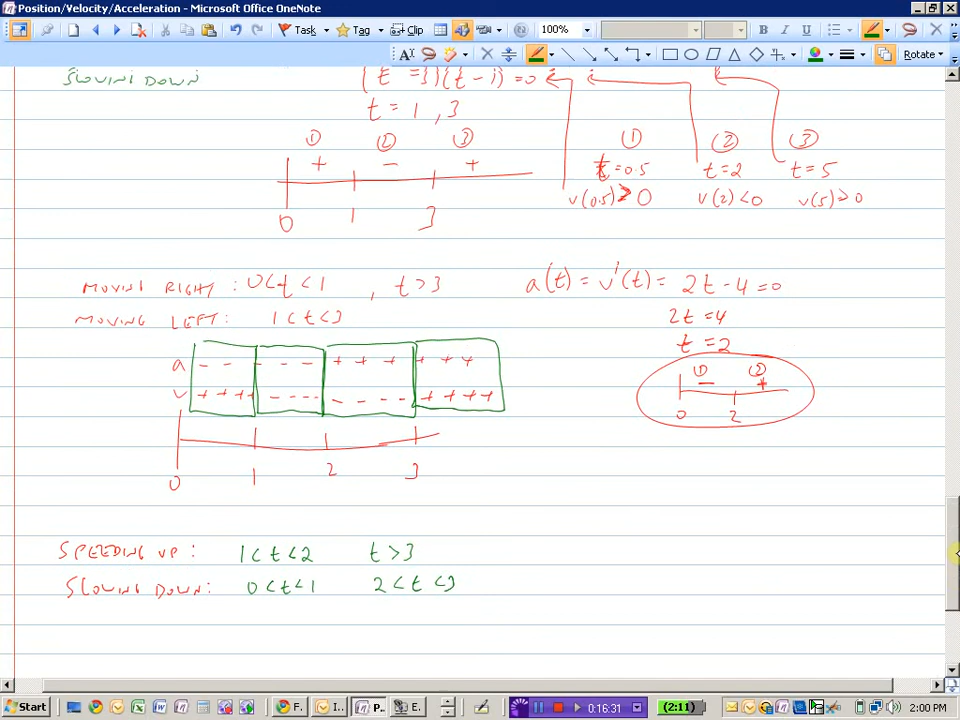 Position/Velocity/Acceleration - Microsoft Office OneNote
Task Tag Clip 100% B I U
Rotate
SLOWING DOWN (t - 3)(t - 1) = 0
t = 1, 3
① ② ③ ① ② ③
+ - + t=0.5 t=2 t=5
v(0.5)>0 v(2)<0 v(5)>0
0 1 3
MOVING RIGHT: 0<t<1, t>3 a(t) = v'(t) = 2t-4=0
MOVING LEFT: 1<t<3 2t=4
t=2
a - - - - - + + + + + +
① ②
- +
v + + + + - - - - - - - - + + + +
0 2
0 1 2 3
SPEEDING UP: 1<t<2 t>3
SLOWING DOWN: 0<t<1 2<t<3
Start F. I.. P.. E. 0:16:31 (2:11) 2:00 PM